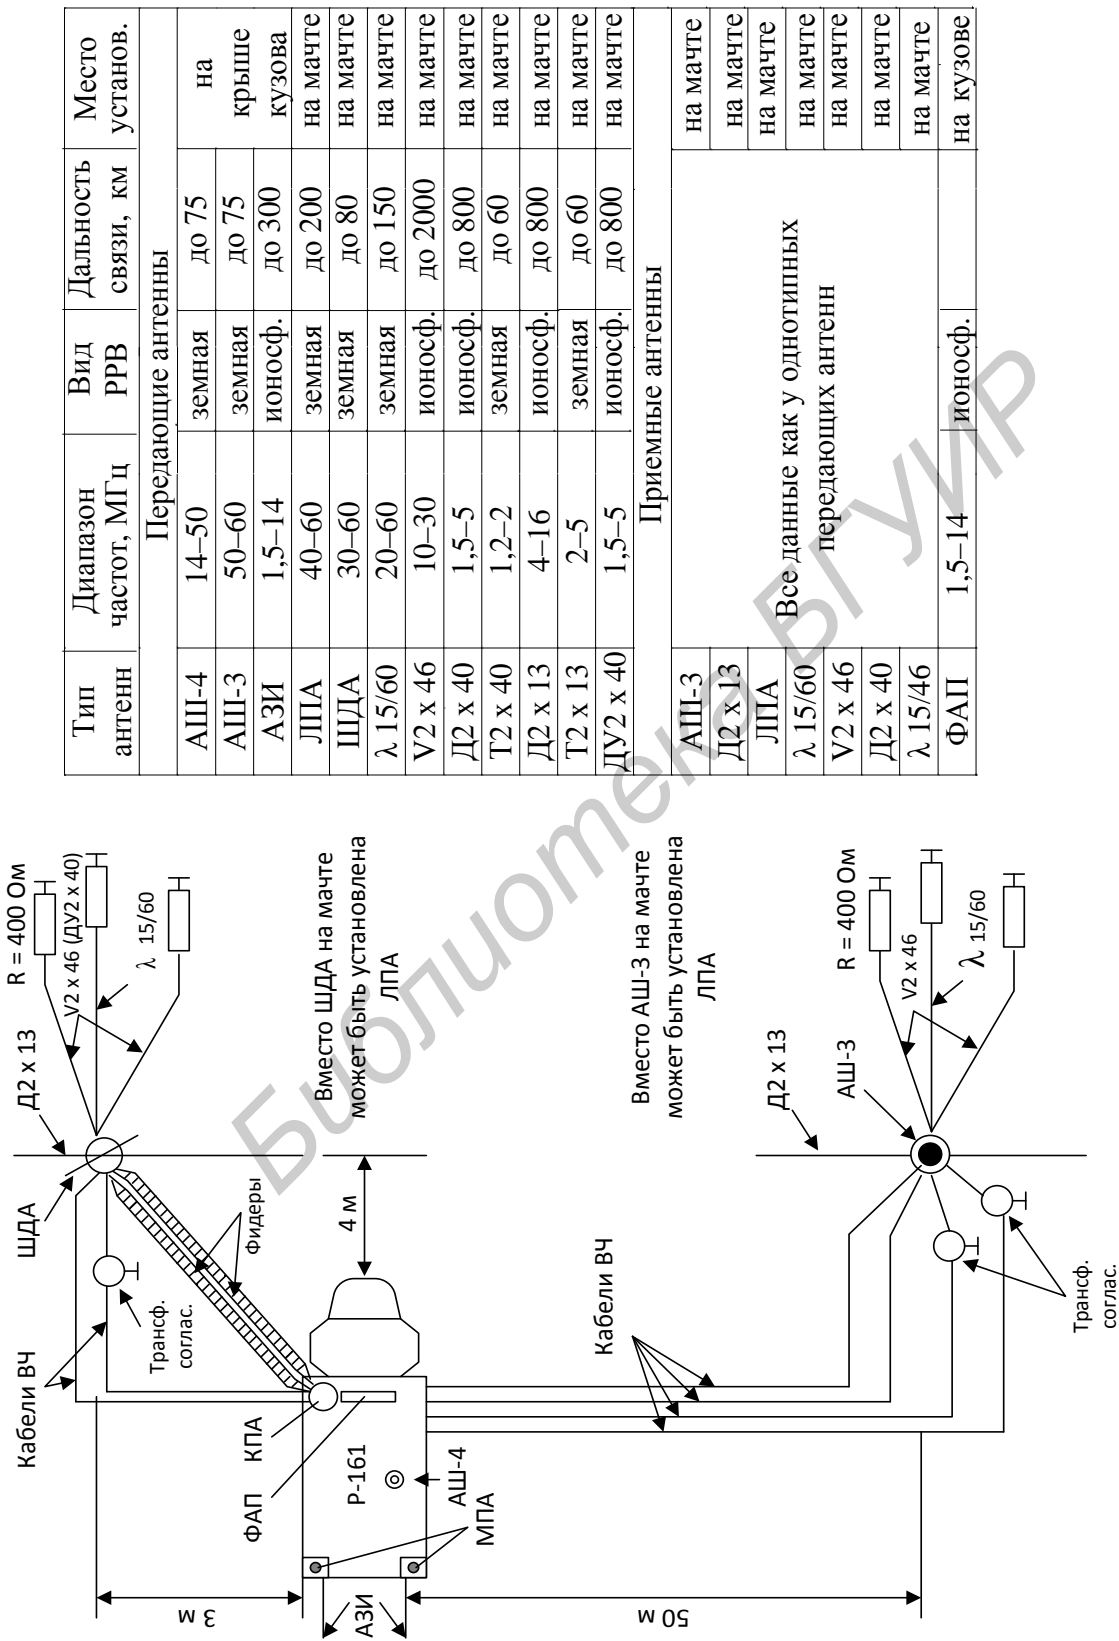 Тип антенн | Диапазон частот, МГц | Вид РРВ | Дальность связи, км | Место установ.
Передающие антенны
АШ-4 | 14–50 | земная | до 75 | на
АШ-3 | 50–60 | земная | до 75 | крыше
АЗИ | 1,5–14 | ионосф. | до 300 | кузова
ЛПА | 40–60 | земная | до 200 | на мачте
ШДА | 30–60 | земная | до 80 | на мачте
λ 15/60 | 20–60 | земная | до 150 | на мачте
V2 х 46 | 10–30 | ионосф. | до 2000 | на мачте
Д2 х 40 | 1,5–5 | ионосф. | до 800 | на мачте
Т2 х 40 | 1,2–2 | земная | до 60 | на мачте
Д2 х 13 | 4–16 | ионосф. | до 800 | на мачте
Т2 х 13 | 2–5 | земная | до 60 | на мачте
ДУ2 х 40 | 1,5–5 | ионосф. | до 800 | на мачте
Приемные антенны
АШ-3 | на мачте
Д2 х 13 | на мачте
ЛПА | на мачте
λ 15/60 | Все данные как у однотипных | на мачте
V2 х 46 | передающих антенн | на мачте
Д2 х 40 | на мачте
λ 15/46 | на мачте
ФАП | 1,5–14 | ионосф. | на кузове
R = 400 Ом
V2 х 46 (ДУ2 х 40)
λ 15/60
Д2 х 13
ШДА
Кабели ВЧ
Трансф.
соглас.
Фидеры
Вместо ШДА на мачте
может быть установлена
ЛПА
4 м
3 м
КПА
ФАП
Р-161
АШ-4
МПА
АЗИ
50 м
Кабели ВЧ
Вместо АШ-3 на мачте
может быть установлена
ЛПА
Д2 х 13
АШ-3
R = 400 Ом
V2 х 46
λ 15/60
Трансф.
соглас.
Библиотека БГУИР